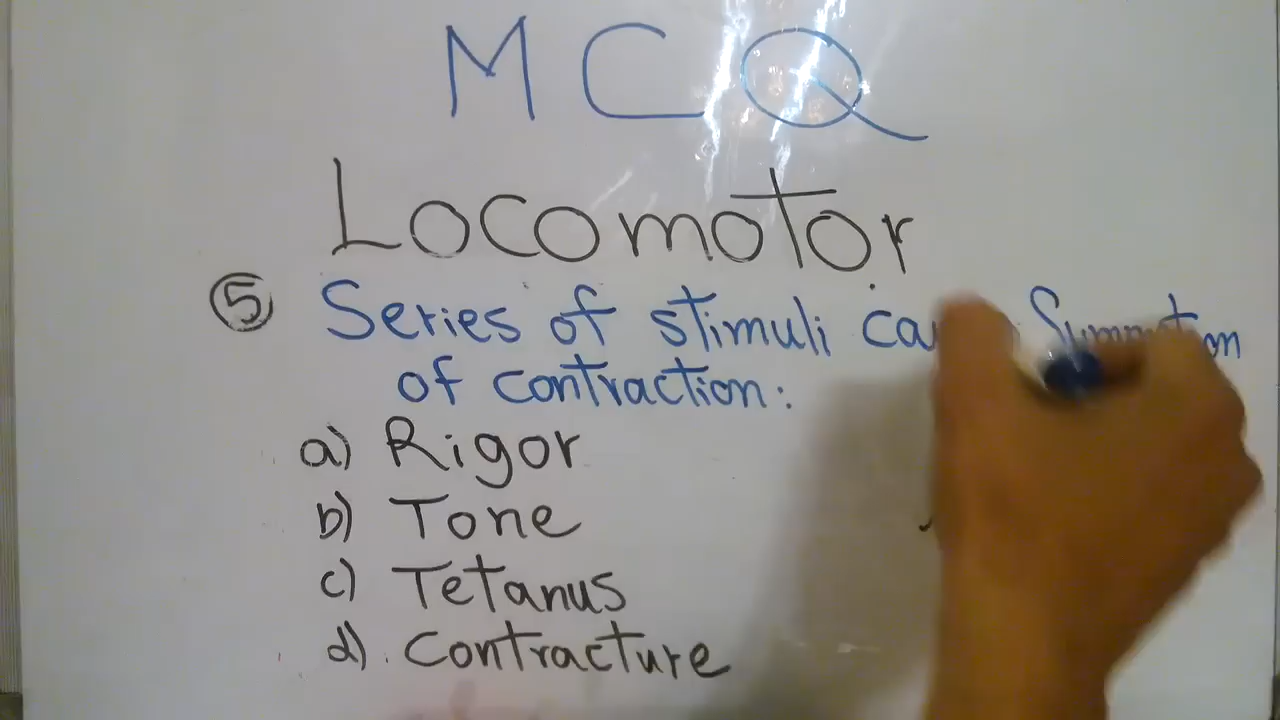 MCQ
Locomotor
⑤ Series of stimuli
of contraction:
a) Rigor
b) Tone
c) Tetanus
d) Contracture